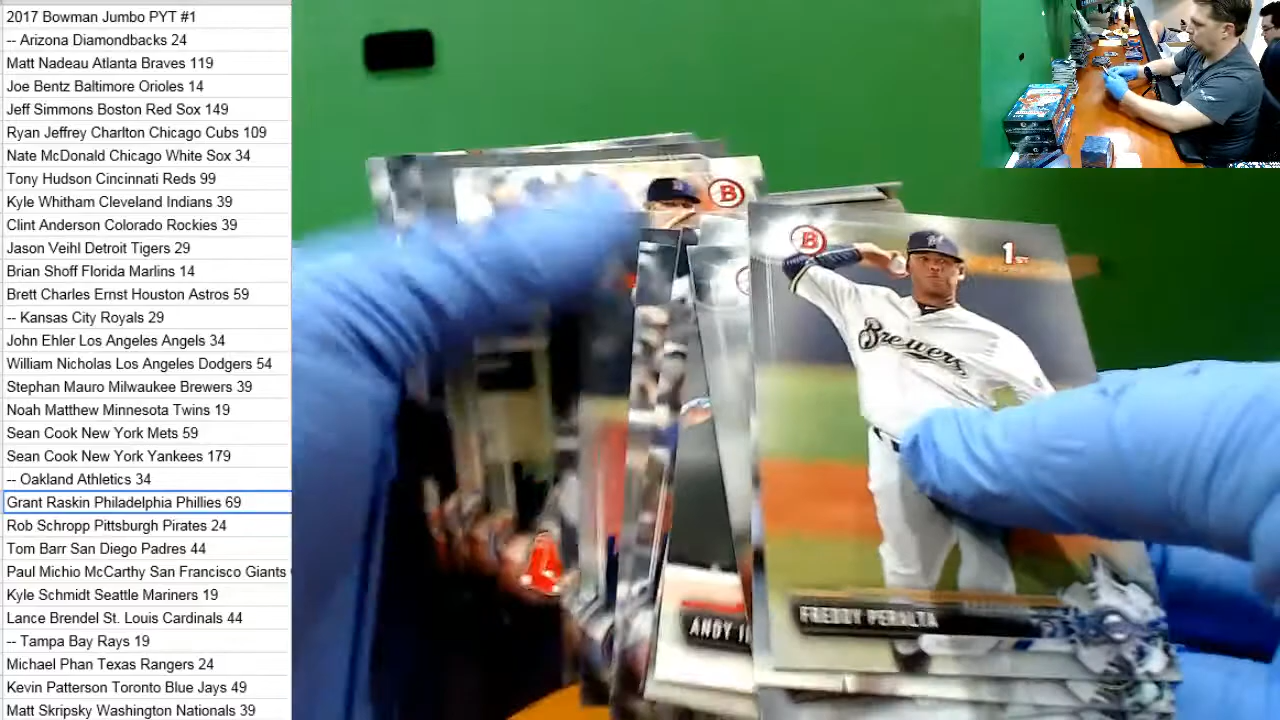 2017 Bowman Jumbo PYT #1
-- Arizona Diamondbacks 24
Matt Nadeau Atlanta Braves 119
Joe Bentz Baltimore Orioles 14
Jeff Simmons Boston Red Sox 149
Ryan Jeffrey Charlton Chicago Cubs 109
Nate McDonald Chicago White Sox 34
Tony Hudson Cincinnati Reds 99
Kyle Whitham Cleveland Indians 39
Clint Anderson Colorado Rockies 39
Jason Veihl Detroit Tigers 29
Brian Shoff Florida Marlins 14
Brett Charles Ernst Houston Astros 59
-- Kansas City Royals 29
John Ehler Los Angeles Angels 34
William Nicholas Los Angeles Dodgers 54
Stephan Mauro Milwaukee Brewers 39
Noah Matthew Minnesota Twins 19
Sean Cook New York Mets 59
Sean Cook New York Yankees 179
-- Oakland Athletics 34
Grant Raskin Philadelphia Phillies 69
Rob Schropp Pittsburgh Pirates 24
Tom Barr San Diego Padres 44
Paul Michio McCarthy San Francisco Giants
Kyle Schmidt Seattle Mariners 19
Lance Brendel St. Louis Cardinals 44
-- Tampa Bay Rays 19
Michael Phan Texas Rangers 24
Kevin Patterson Toronto Blue Jays 49
Matt Skripsky Washington Nationals 39
B
B
1ST
Brewers
ANDY
FREDDY PERALTA